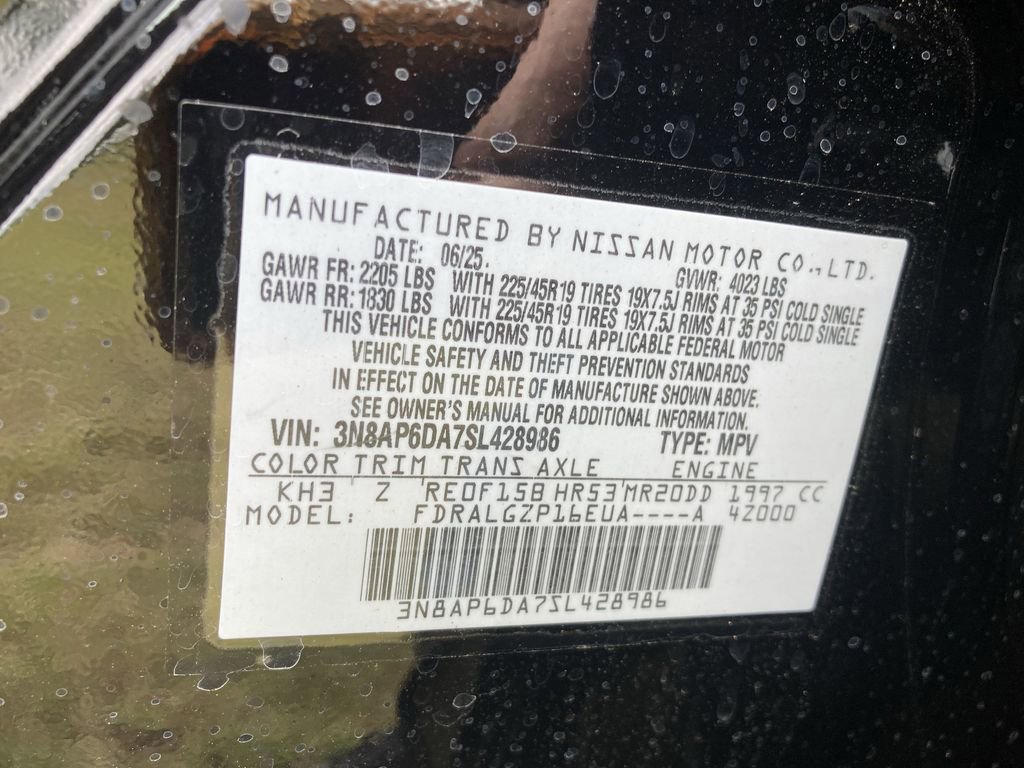 MANUFACTURED BY NISSAN MOTOR CO., LTD.
DATE: 06/25. GVWR: 4023 LBS
GAWR FR: 2205 LBS WITH 225/45R19 TIRES 19X7.5J RIMS AT 35 PSI COLD SINGLE
GAWR RR: 1830 LBS WITH 225/45R19 TIRES 19X7.5J RIMS AT 35 PSI COLD SINGLE
THIS VEHICLE CONFORMS TO ALL APPLICABLE FEDERAL MOTOR
VEHICLE SAFETY AND THEFT PREVENTION STANDARDS
IN EFFECT ON THE DATE OF MANUFACTURE SHOWN ABOVE.
SEE OWNER'S MANUAL FOR ADDITIONAL INFORMATION.
VIN: 3N8AP6DA7SL428986 TYPE: MPV
COLOR TRIM TRANS AXLE ENGINE
KH3 Z RE0F15B HR53 MR20DD 1997 CC
MODEL: FDRALGZP16EUA----A 42000
3N8AP6DA7SL428986